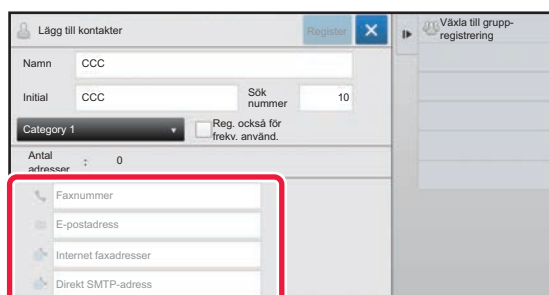 Lägg till kontakter
Register
Växla till grupp-
registrering
Namn
CCC
Initial
CCC
Sök
nummer
10
Category 1
Reg. också för
frekv. använd.
Antal
adresser
:
0
Faxnummer
E-postadress
Internet faxadresser
Direkt SMTP-adress